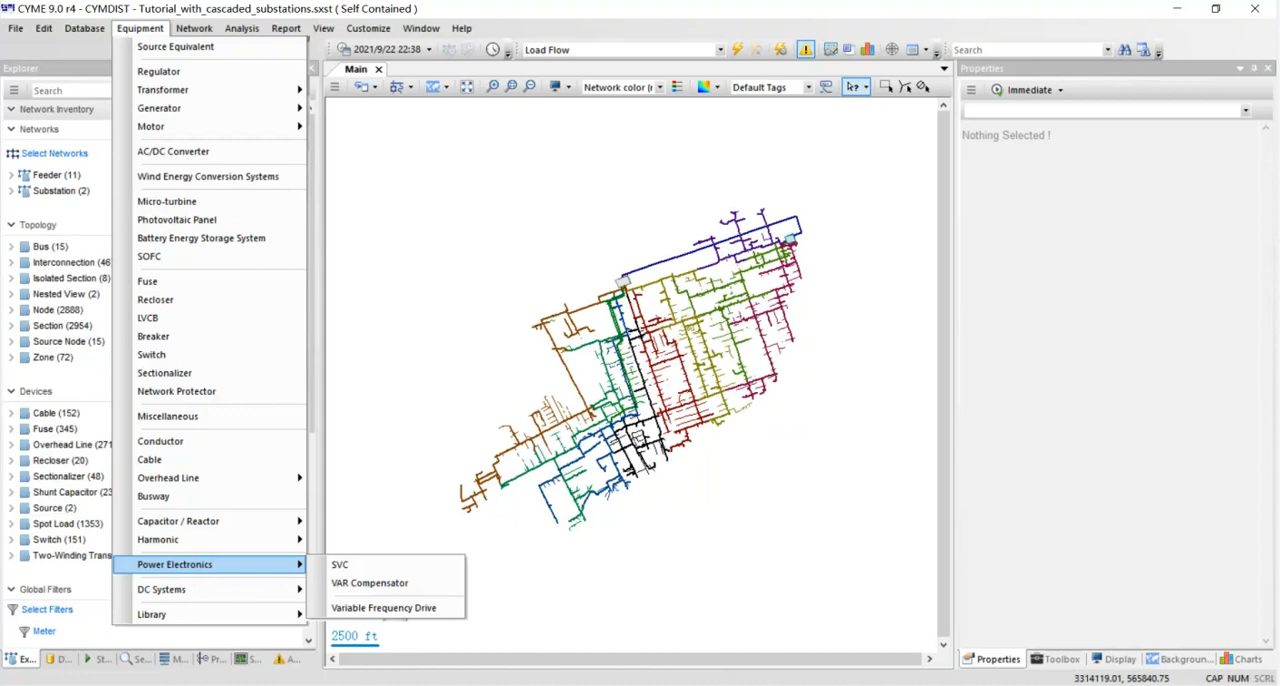 CYME 9.0 r4 - CYMDIST - Tutorial_with_cascaded_substations.sxst ( Self Contained )
File Edit Database Equipment Network Analysis Report View Customize Window Help
2021/9/22 22:38 Load Flow Search
Explorer
Search
Network Inventory
Networks
Select Networks
Feeder (11)
Substation (2)
Topology
Bus (15)
Interconnection (46
Isolated Section (8)
Nested View (2)
Node (2888)
Section (2954)
Source Node (15)
Zone (72)
Devices
Cable (152)
Fuse (345)
Overhead Line (271
Recloser (20)
Sectionalizer (48)
Shunt Capacitor (23
Source (2)
Spot Load (1353)
Switch (151)
Two-Winding Trans
Global Filters
Select Filters
Meter
Ex... D... St... Se... M... Pr... S... A...
Source Equivalent
Regulator
Transformer
Generator
Motor
AC/DC Converter
Wind Energy Conversion Systems
Micro-turbine
Photovoltaic Panel
Battery Energy Storage System
SOFC
Fuse
Recloser
LVCB
Breaker
Switch
Sectionalizer
Network Protector
Miscellaneous
Conductor
Cable
Overhead Line
Busway
Capacitor / Reactor
Harmonic
Power Electronics
DC Systems
Library
SVC
VAR Compensator
Variable Frequency Drive
Main
Network color (r
Default Tags
2500 ft
Properties
Immediate
Nothing Selected !
Properties Toolbox Display Backgroun... Charts
3314119.01, 565840.75 CAP NUM SCRL